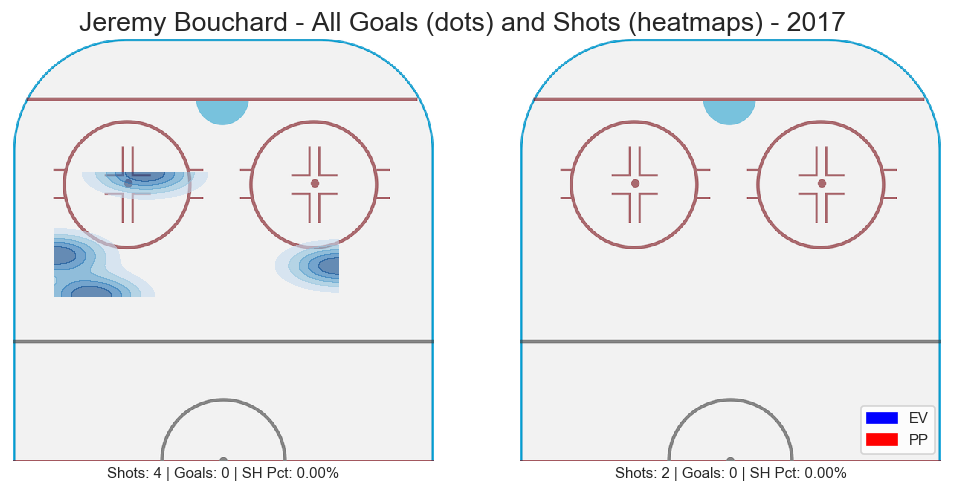 Jeremy Bouchard - All Goals (dots) and Shots (heatmaps) - 2017
EV
PP
Shots: 4 | Goals: 0 | SH Pct: 0.00%
Shots: 2 | Goals: 0 | SH Pct: 0.00%